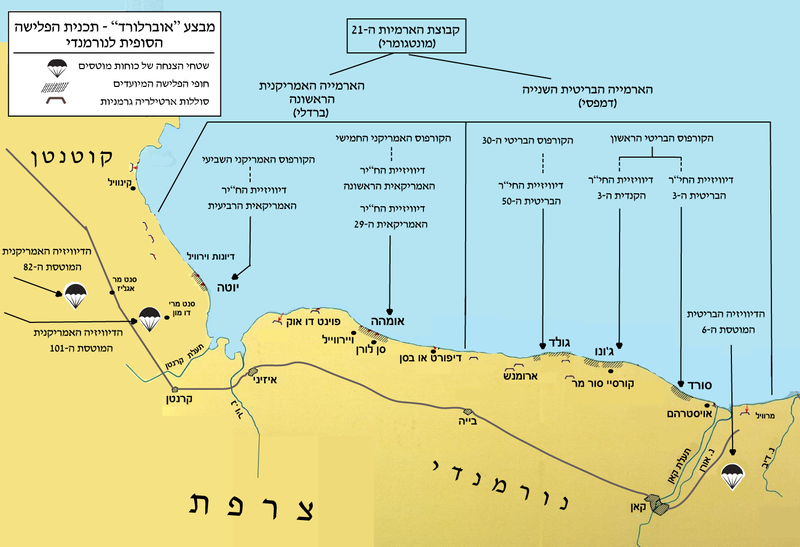 מבצע ״אוברלורד״ - תכנית הפלישה
הסופית לנורמנדי
שטחי הצנחה של כוחות מוטסים
חופי הפלישה המיועדים
סוללות ארטילריה גרמניות
קבוצת הארמיות ה-21
(מונטגומרי)
הארמייה הבריטית השנייה
(דמפסי)
הארמייה האמריקנית
הראשונה
(ברדלי)
הקורפוס הבריטי הראשון
דיוויזיית החי״ר
הבריטית ה-3
דיוויזיית החי״ר
הקנדית ה-3
הקורפוס הבריטי ה-30
דיוויזיית החי״ר
הבריטית ה-50
הקורפוס האמריקני החמישי
דיוויזיית החי״ר
האמריקאית הראשונה
דיוויזיית החי״ר
האמריקאית ה-29
הקורפוס האמריקני השביעי
דיוויזיית החי״ר
האמריקאית הרביעית
קוטנטן
קינוויל
דיונות וירוויל
יוטה
הדיוויזיה האמריקנית
המוטסת ה-82
סנט מר
אגליז
סנט מרי
דו מון
הדיוויזיה האמריקנית
המוטסת ה-101
תעלת קרנטן
קרנטן
איזיני
נ. ויר
פוינט דו אוק
אומהה
ויירווייל
סן לורן
דיפורט או בסן
גולד
ארומנש
ג'ונו
קורסיי סור מר
סורד
אויסטרהם
הדיוויזיה הבריטית
המוטסת ה-6
מרוויל
תעלת קאן
נ. אורן
נ. דיב
בייה
קאן
נורמנדי
צרפת